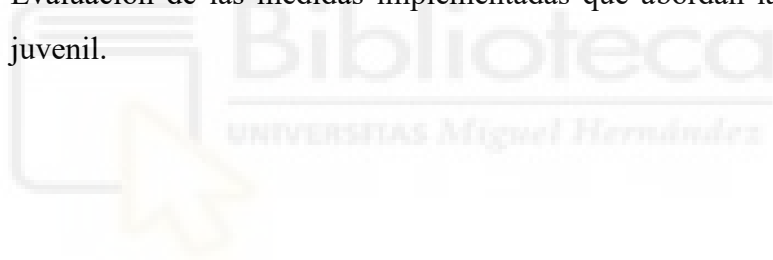 Evaluación de las medidas implementadas que abordan la
juvenil.
Biblioteca
UNIVERSITAS Miguel Hernández